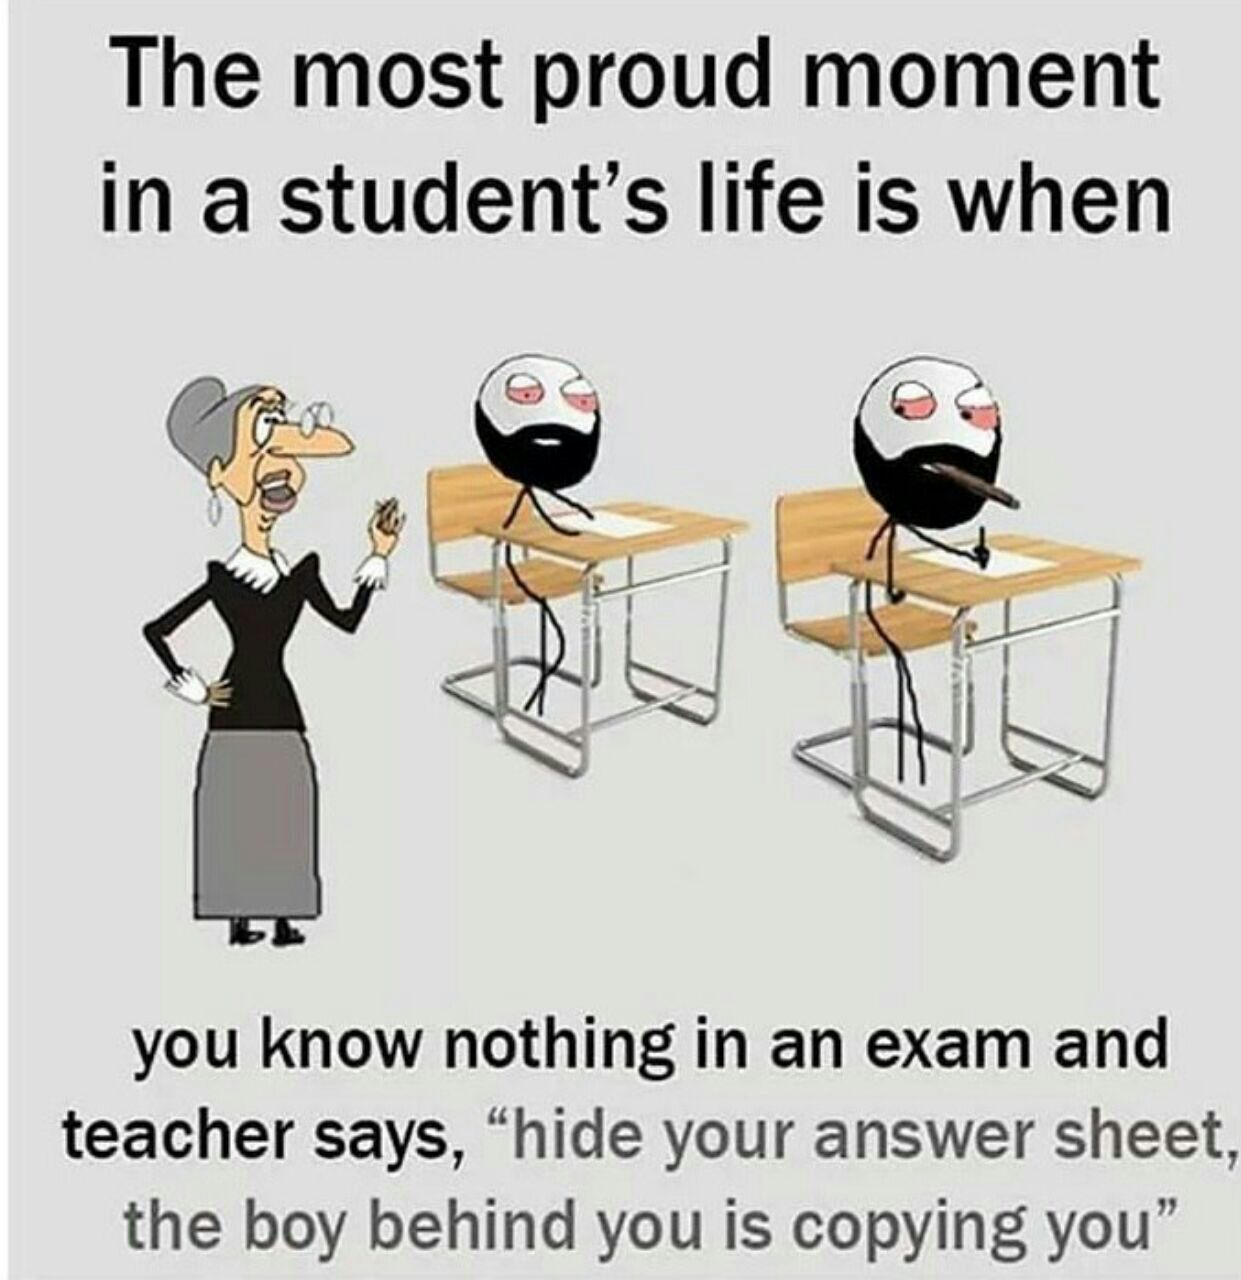 The most proud moment
in a student’s life is when
you know nothing in an exam and
teacher says, “hide your answer sheet,
the boy behind you is copying you”